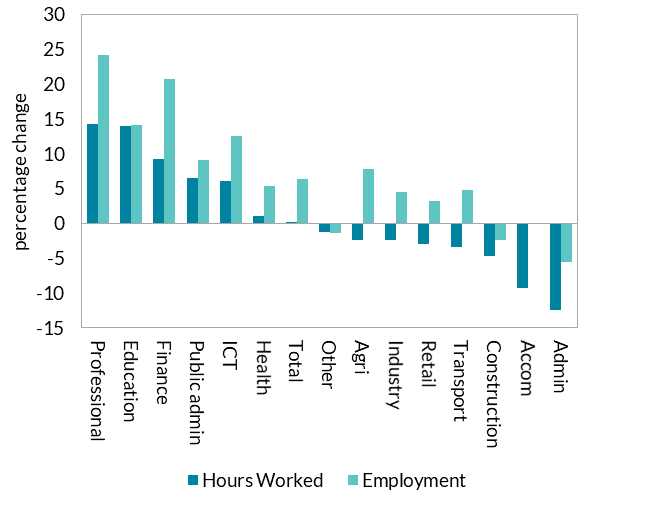 percentage change
30
25
20
15
10
5
0
-5
-10
-15
Professional
Education
Finance
Public admin
ICT
Health
Total
Other
Agri
Industry
Retail
Transport
Construction
Accom
Admin
Hours Worked
Employment